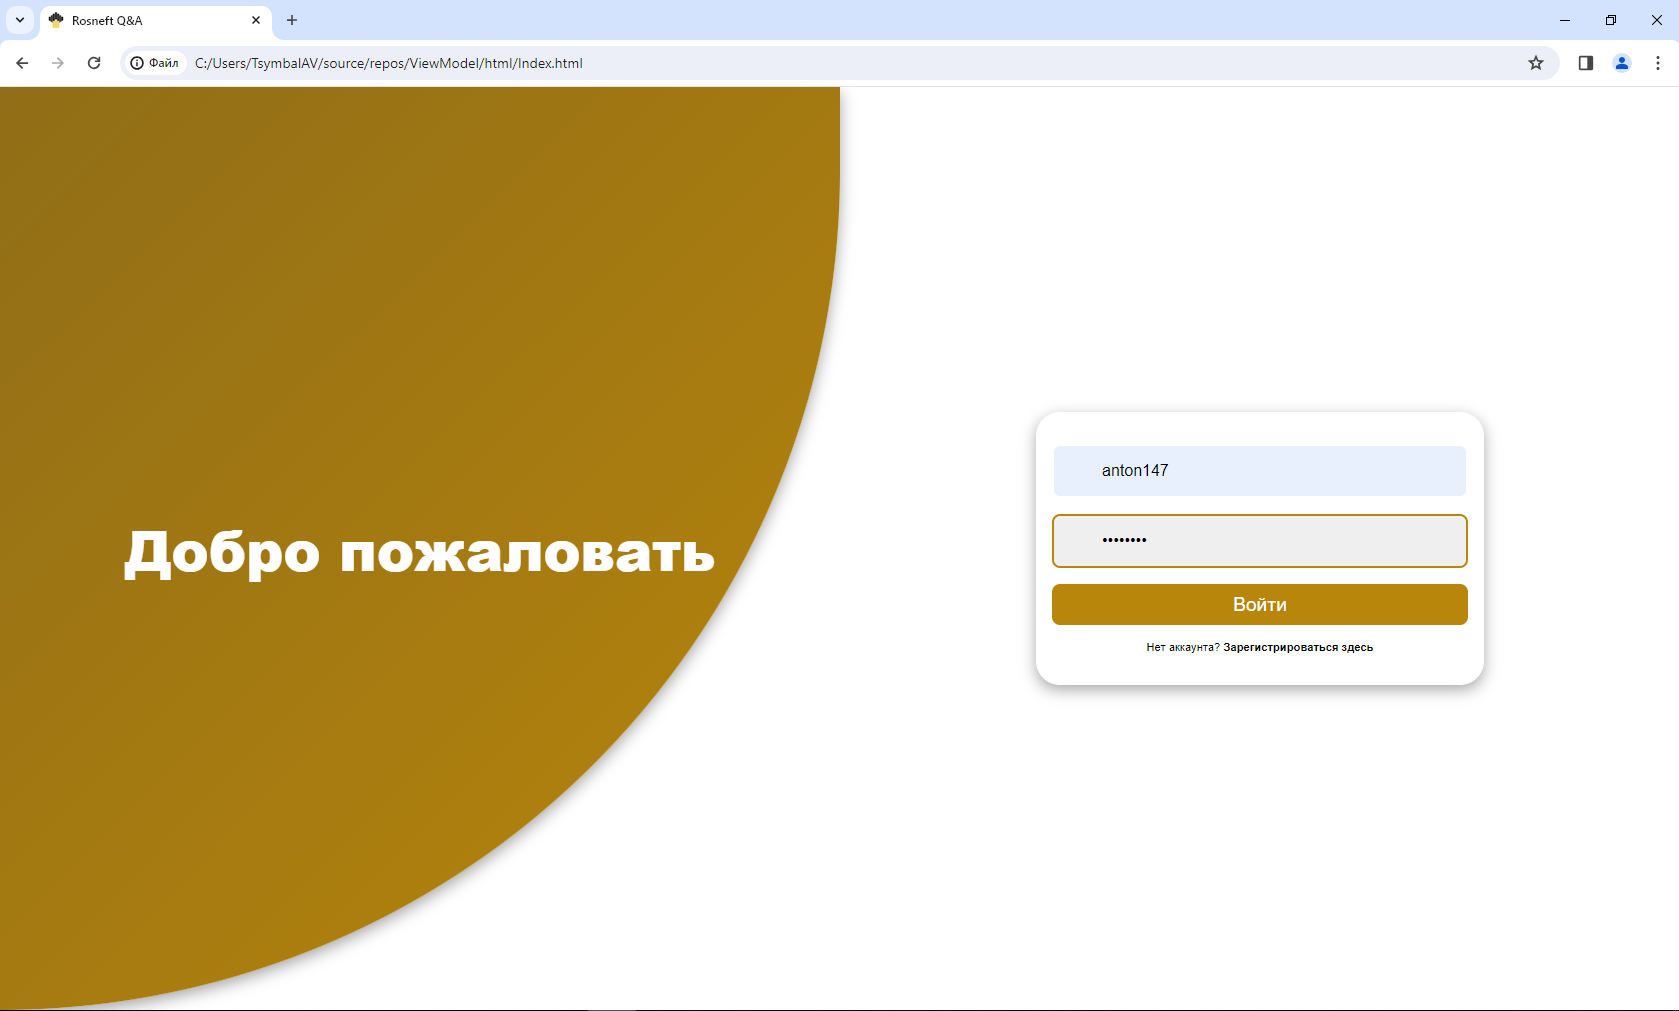 Rosneft Q&A
Файл
C:/Users/TsymbalAV/source/repos/ViewModel/html/Index.html
Добро пожаловать
anton147
••••••••
Войти
Нет аккаунта? Зарегистрироваться здесь